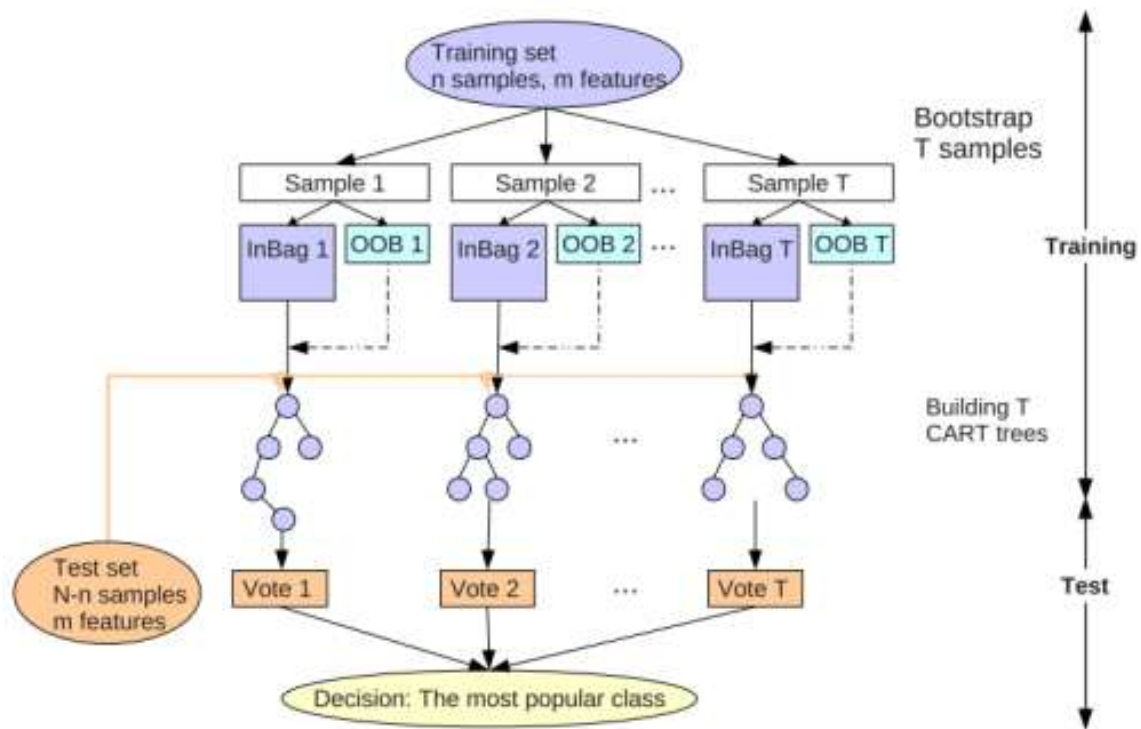 Training set
n samples, m features
Bootstrap
T samples
Sample 1
Sample 2
...
Sample T
InBag 1
OOB 1
InBag 2
OOB 2
...
InBag T
OOB T
Training
Building T
CART trees
...
Test set
N-n samples
m features
Vote 1
Vote 2
...
Vote T
Test
Decision: The most popular class